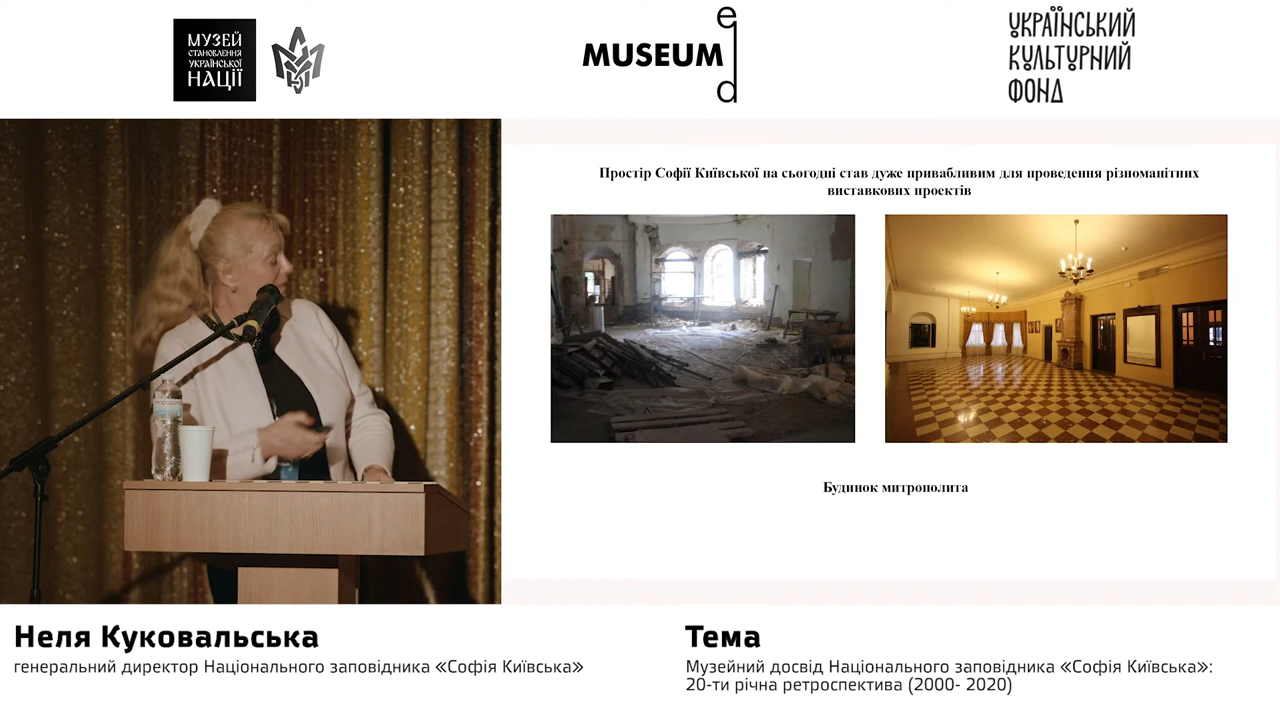 МУЗЕЙ
СТАНОВЛЕННЯ
УКРАЇНСЬКОЇ
НАЦІЇ
MUSEUM
ed
УКРАЇНСЬКИЙ
КУЛЬТУРНИЙ
ФОНД
Простір Софії Київської на сьогодні став дуже привабливим для проведення різноманітних
виставкових проектів
Будинок митрополита
Неля Куковальська
генеральний директор Національного заповідника «Софія Київська»
Тема
Музейний досвід Національного заповідника «Софія Київська»:
20-ти річна ретроспектива (2000- 2020)